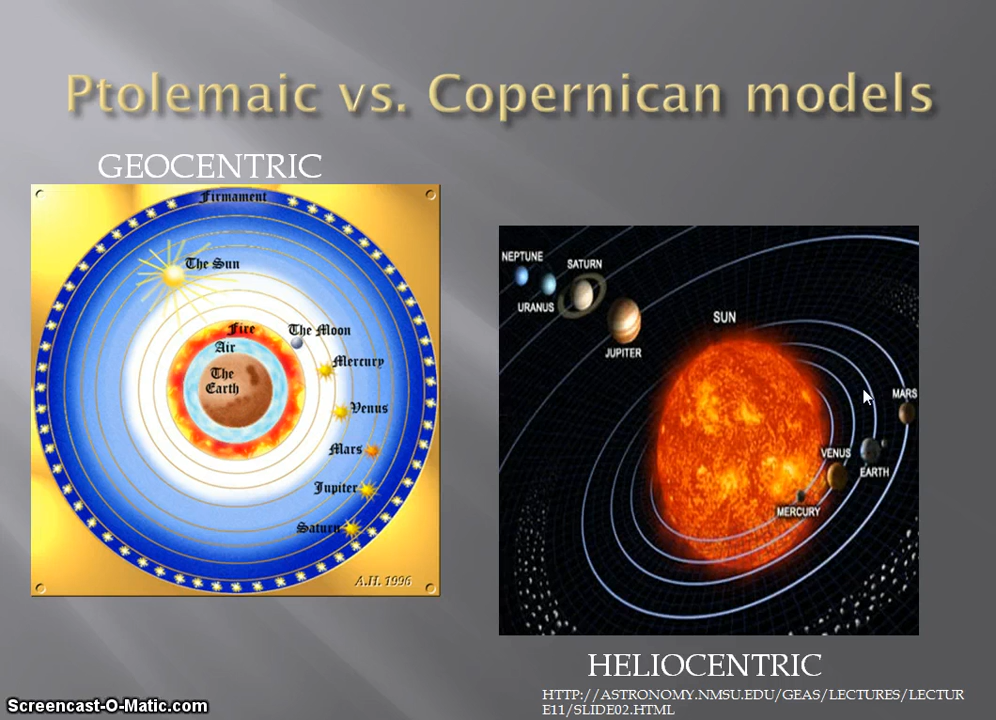 Ptolemaic vs. Copernican models
GEOCENTRIC
Firmament
The Sun
Fire
The Moon
Air
Mercury
The
Earth
Venus
Mars
Jupiter
Saturn
A.H. 1996
NEPTUNE
SATURN
URANUS
SUN
JUPITER
MARS
VENUS
EARTH
MERCURY
HELIOCENTRIC
HTTP://ASTRONOMY.NMSU.EDU/GEAS/LECTURES/LECTUR
E11/SLIDE02.HTML
Screencast-O-Matic.com